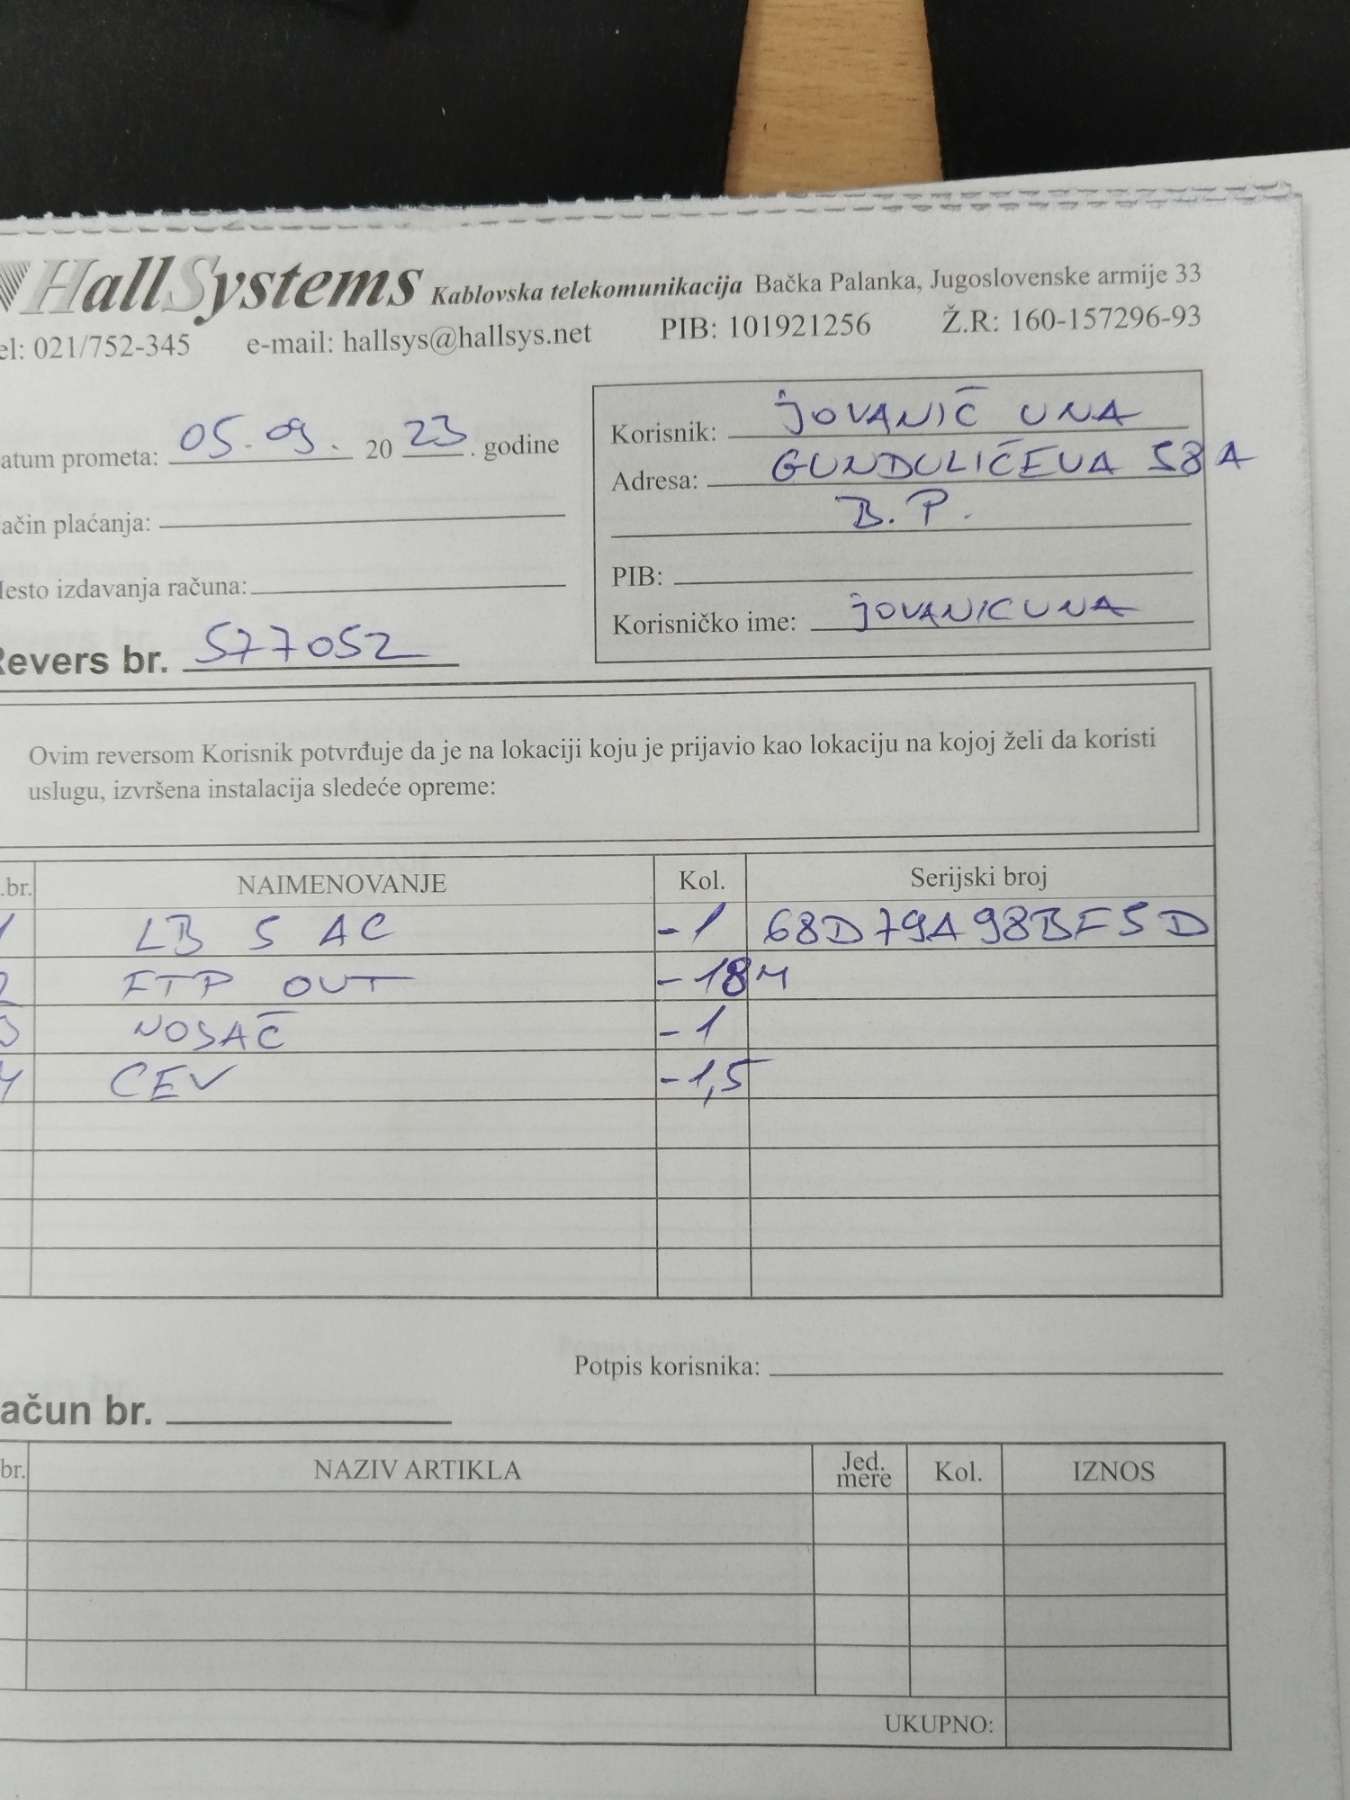 HallSystems Kablovska telekomunikacija Bačka Palanka, Jugoslovenske armije 33
el: 021/752-345 e-mail: hallsys@hallsys.net PIB: 101921256 Ž.R: 160-157296-93
atum prometa: 05.09. 20 23. godine
ačin plaćanja:
esto izdavanja računa:
Revers br. 577052
Korisnik: JOVANIČ UNA
Adresa: GUNDULIČEVA 58A
B.P.
PIB:
Korisničko ime: JOVANICUNA
Ovim reversom Korisnik potvrđuje da je na lokaciji koju je prijavio kao lokaciju na kojoj želi da koristi
uslugu, izvršena instalacija sledeće opreme:
.br. NAIMENOVANJE Kol. Serijski broj
1 LB 5 AC -1 68D79A98BF5D
2 FTP OUT -18M
3 NOSAČ -1
4 CEV -1,5
Potpis korisnika:
ačun br.
br. NAZIV ARTIKLA Jed. mere Kol. IZNOS
UKUPNO: